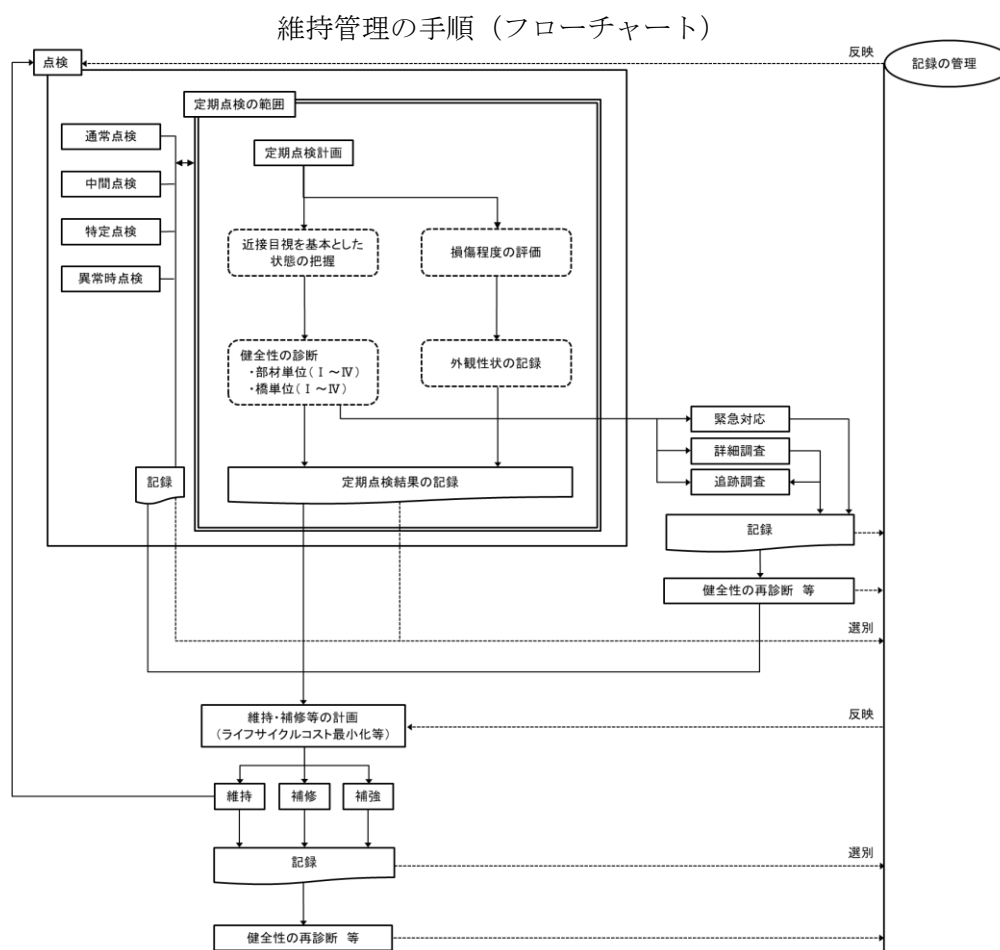 維持管理の手順（フローチャート）
点検
反映
記録の管理
定期点検の範囲
通常点検
中間点検
特定点検
異常時点検
定期点検計画
近接目視を基本とした
状態の把握
損傷程度の評価
健全性の診断
・部材単位（Ⅰ～Ⅳ）
・橋単位（Ⅰ～Ⅳ）
外観性状の記録
緊急対応
詳細調査
追跡調査
記録
定期点検結果の記録
記録
健全性の再診断 等
選別
維持・補修等の計画
（ライフサイクルコスト最小化等）
反映
維持
補修
補強
記録
選別
健全性の再診断 等